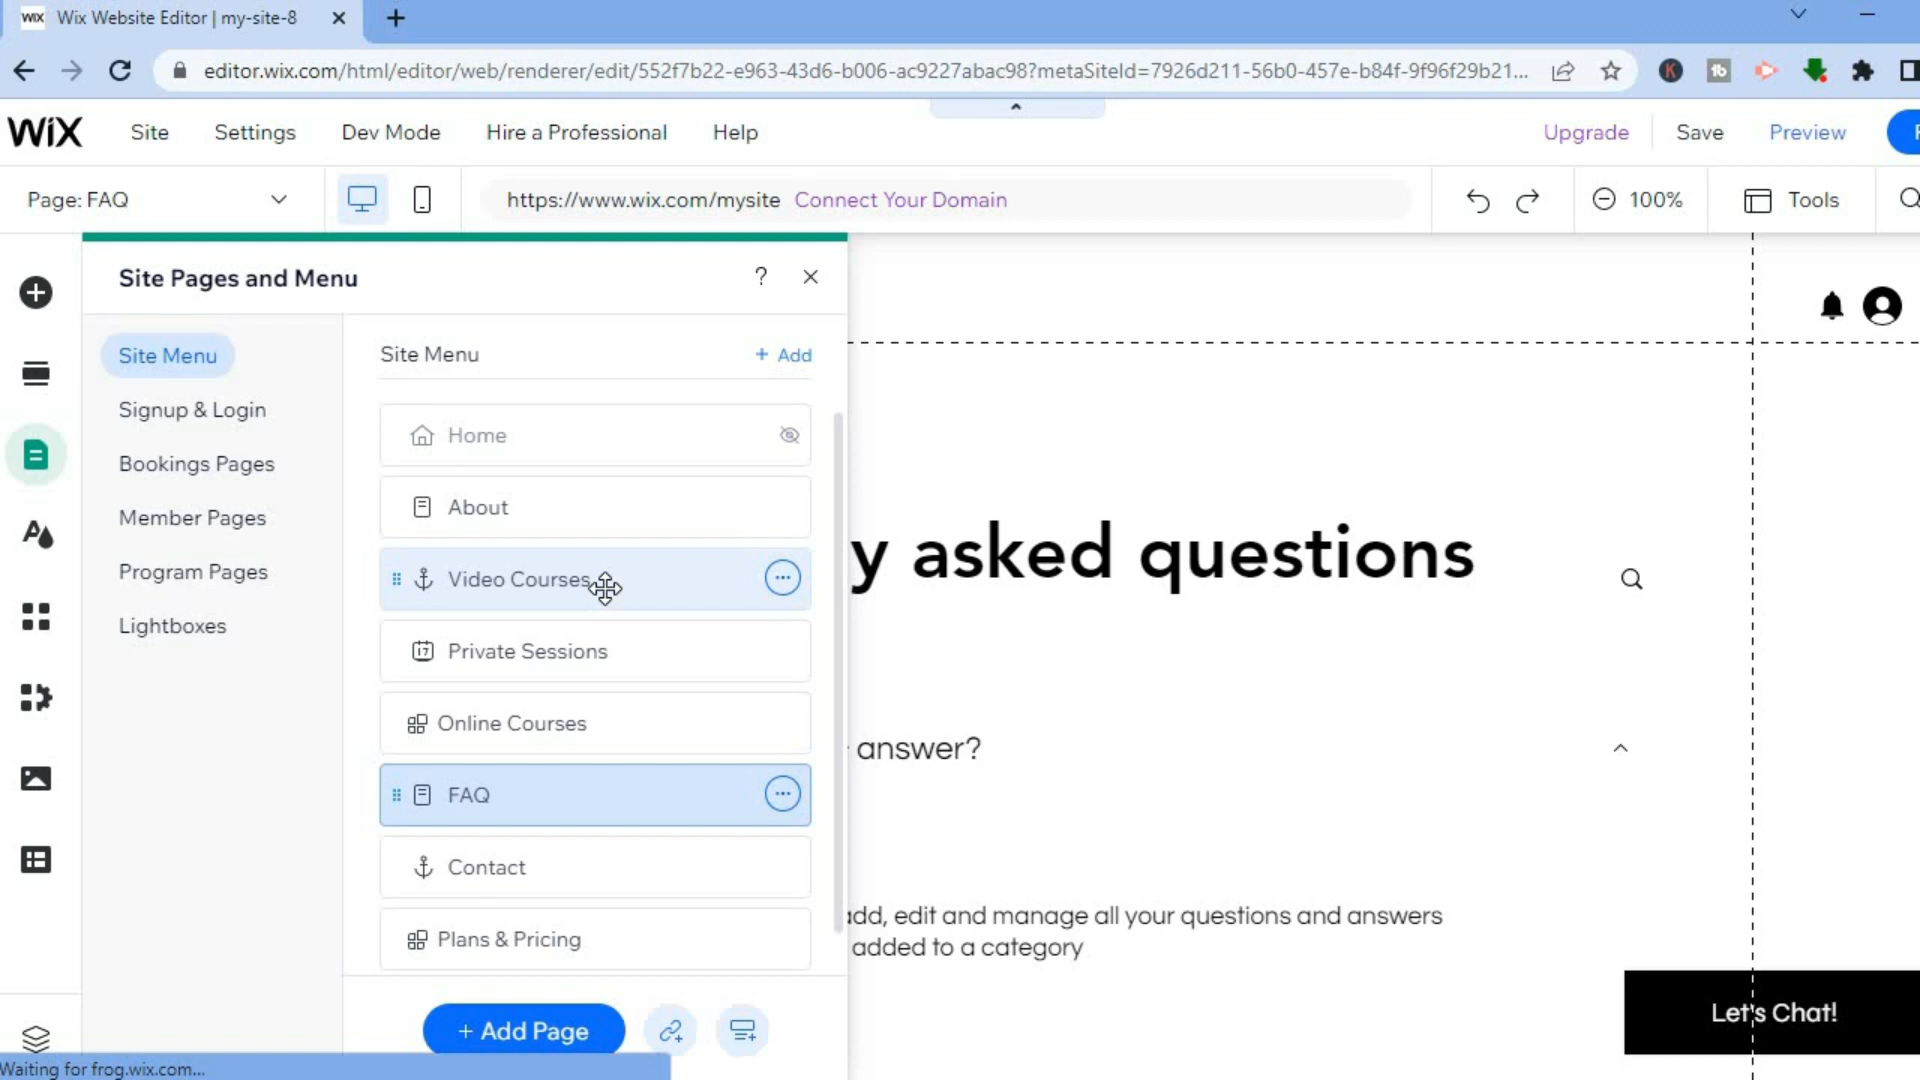 WiX Wix Website Editor | my-site-8
editor.wix.com/html/editor/web/renderer/edit/552f7b22-e963-43d6-b006-ac9227abac98?metaSiteId=7926d211-56b0-457e-b84f-9f96f29b21...
WiX Site Settings Dev Mode Hire a Professional Help Upgrade Save Preview
Page: FAQ https://www.wix.com/mysite Connect Your Domain 100% Tools
Site Pages and Menu ?
Site Menu
Signup & Login
Bookings Pages
Member Pages
Program Pages
Lightboxes
Site Menu + Add
Home
About
Video Courses
Private Sessions
Online Courses
FAQ
Contact
Plans & Pricing
+ Add Page
y asked questions
answer?
add, edit and manage all your questions and answers
added to a category
Let's Chat!
Waiting for frog.wix.com...